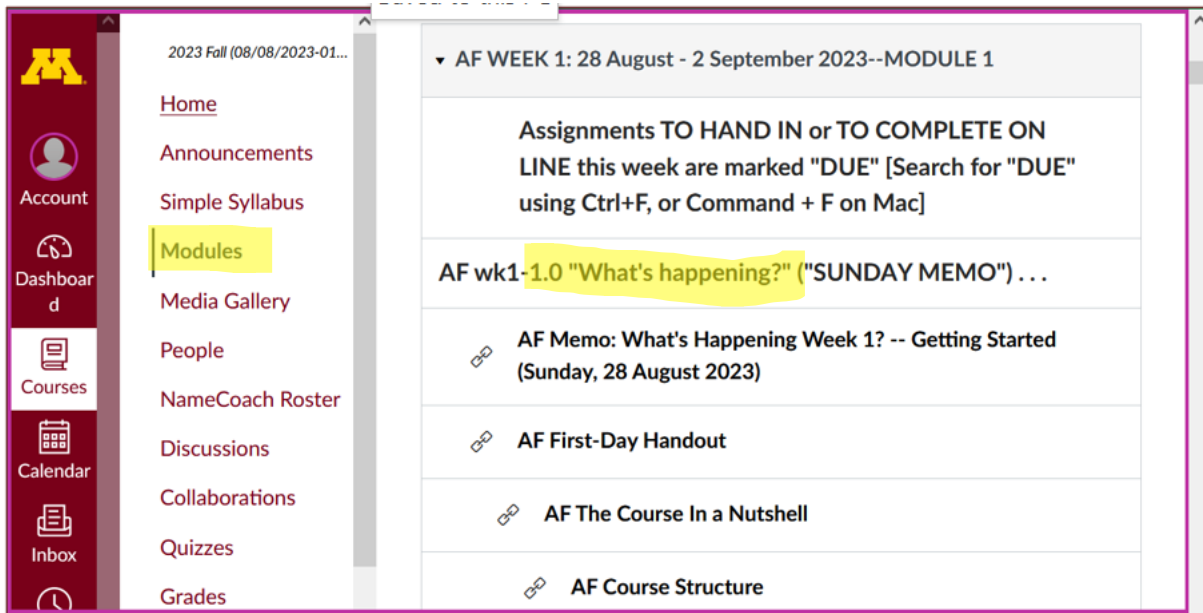 2023 Fall (08/08/2023-01...
Home
Announcements
Simple Syllabus
Modules
Media Gallery
People
NameCoach Roster
Discussions
Collaborations
Quizzes
Grades
Account
Dashboar
d
Courses
Calendar
Inbox
AF WEEK 1: 28 August - 2 September 2023--MODULE 1
Assignments TO HAND IN or TO COMPLETE ON
LINE this week are marked "DUE" [Search for "DUE"
using Ctrl+F, or Command + F on Mac]
AF wk1-1.0 "What's happening?" ("SUNDAY MEMO") . . .
AF Memo: What's Happening Week 1? -- Getting Started
(Sunday, 28 August 2023)
AF First-Day Handout
AF The Course In a Nutshell
AF Course Structure